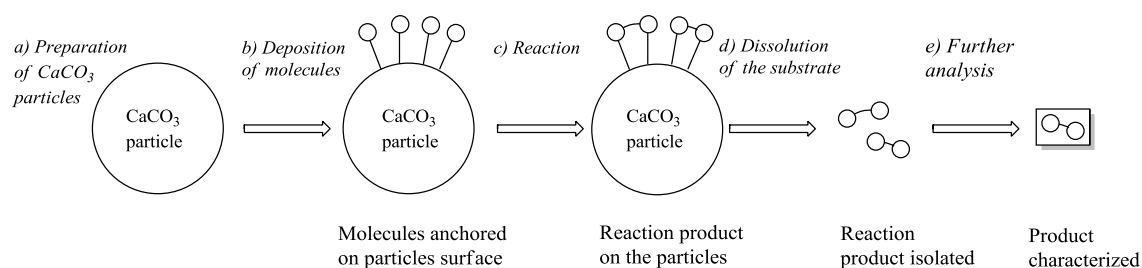 a) Preparation
of CaCO3
particles
b) Deposition
of molecules
c) Reaction
d) Dissolution
of the substrate
e) Further
analysis
CaCO3
particle
CaCO3
particle
CaCO3
particle
Molecules anchored
on particles surface
Reaction product
on the particles
Reaction
product isolated
Product
characterized